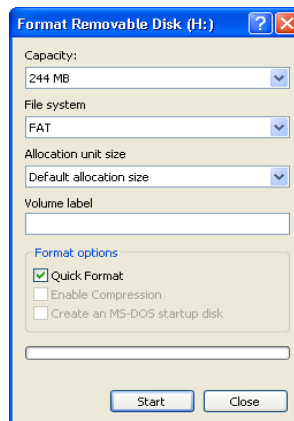 Format Removable Disk (H:)
Capacity:
244 MB
File system
FAT
Allocation unit size
Default allocation size
Volume label
Format options
Quick Format
Enable Compression
Create an MS-DOS startup disk
Start
Close